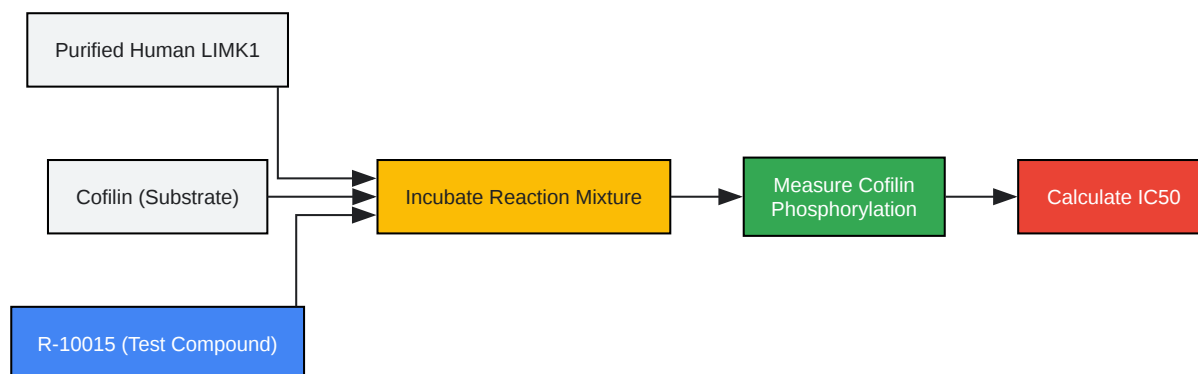 Purified Human LIMK1
Cofilin (Substrate)
R-10015 (Test Compound)
Incubate Reaction Mixture
Measure Cofilin
Phosphorylation
Calculate IC50